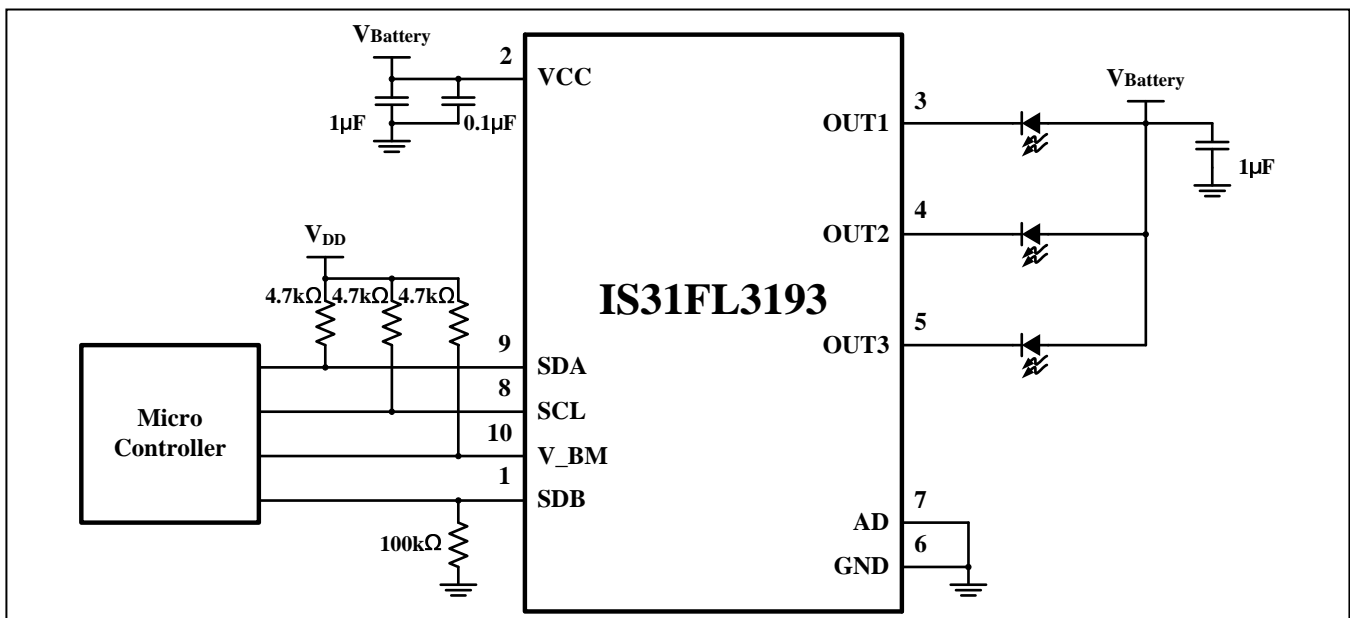 VBattery
2
VCC
1µF
0.1µF
VBattery
3
OUT1
1µF
4
OUT2
VDD
4.7kΩ 4.7kΩ 4.7kΩ
IS31FL3193
5
OUT3
9
SDA
8
SCL
Micro
Controller
10
V_BM
1
SDB
100kΩ
7
AD
6
GND